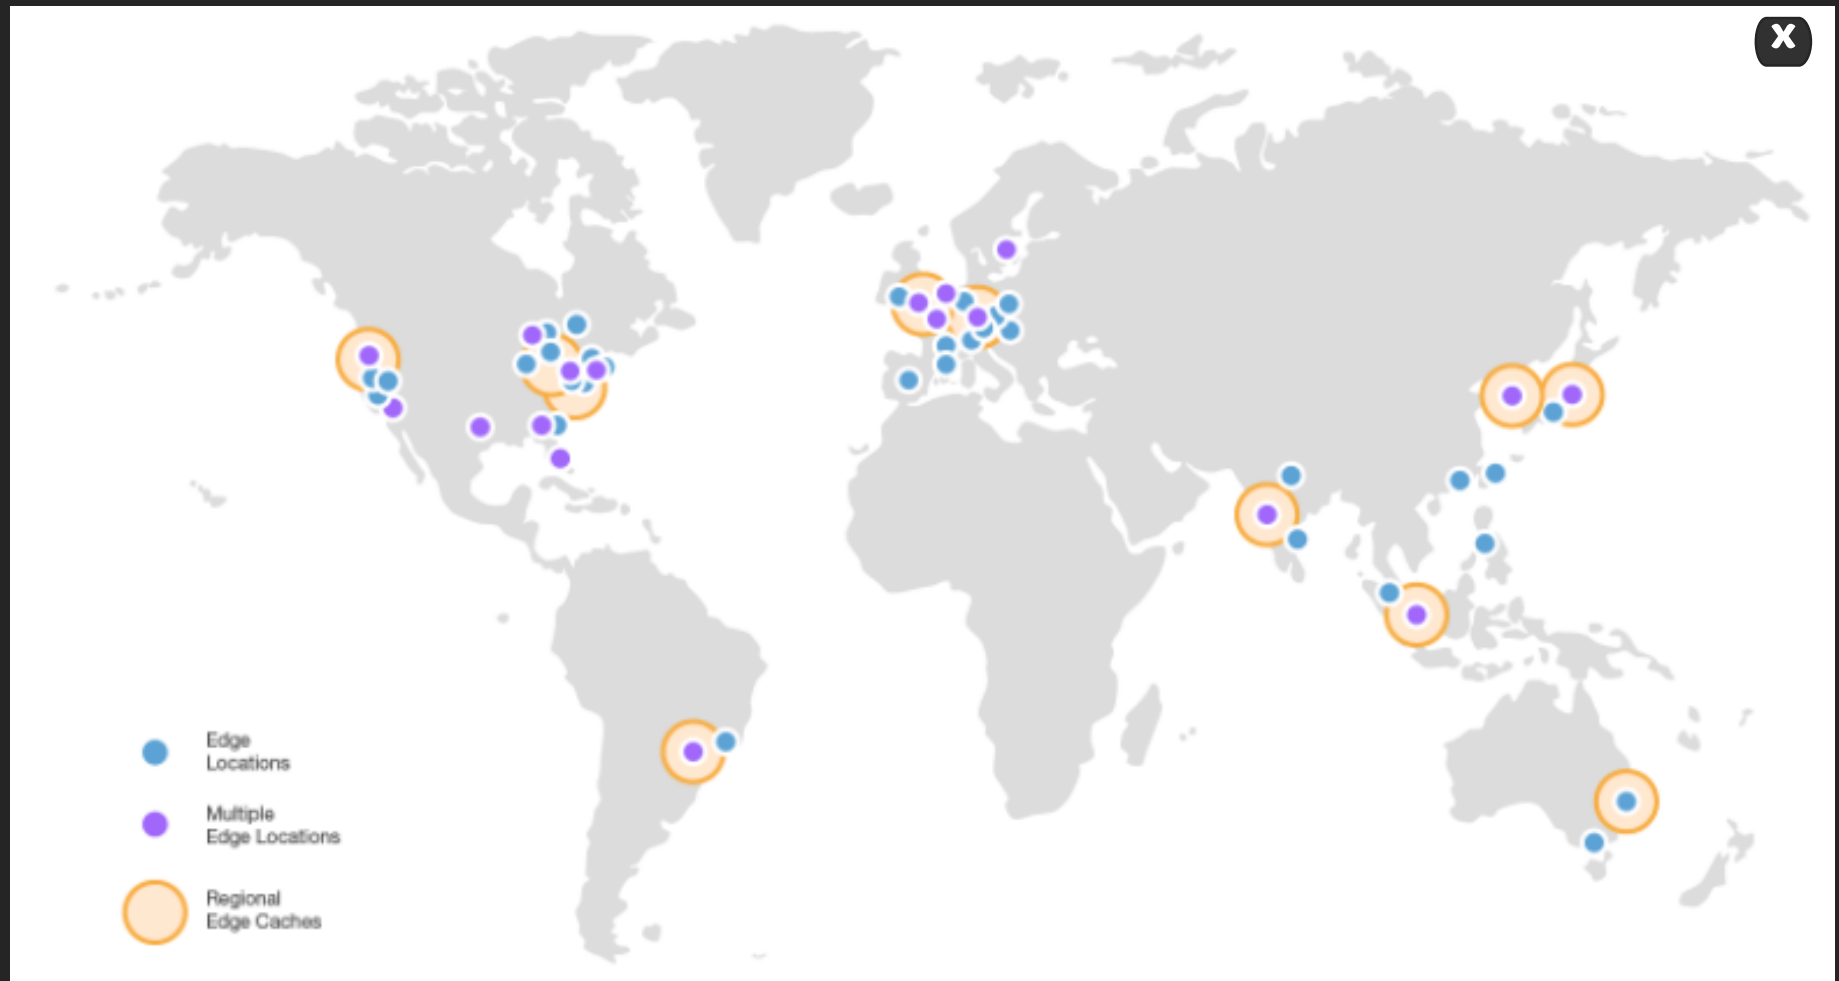 X
Edge
Locations
Multiple
Edge Locations
Regional
Edge Caches